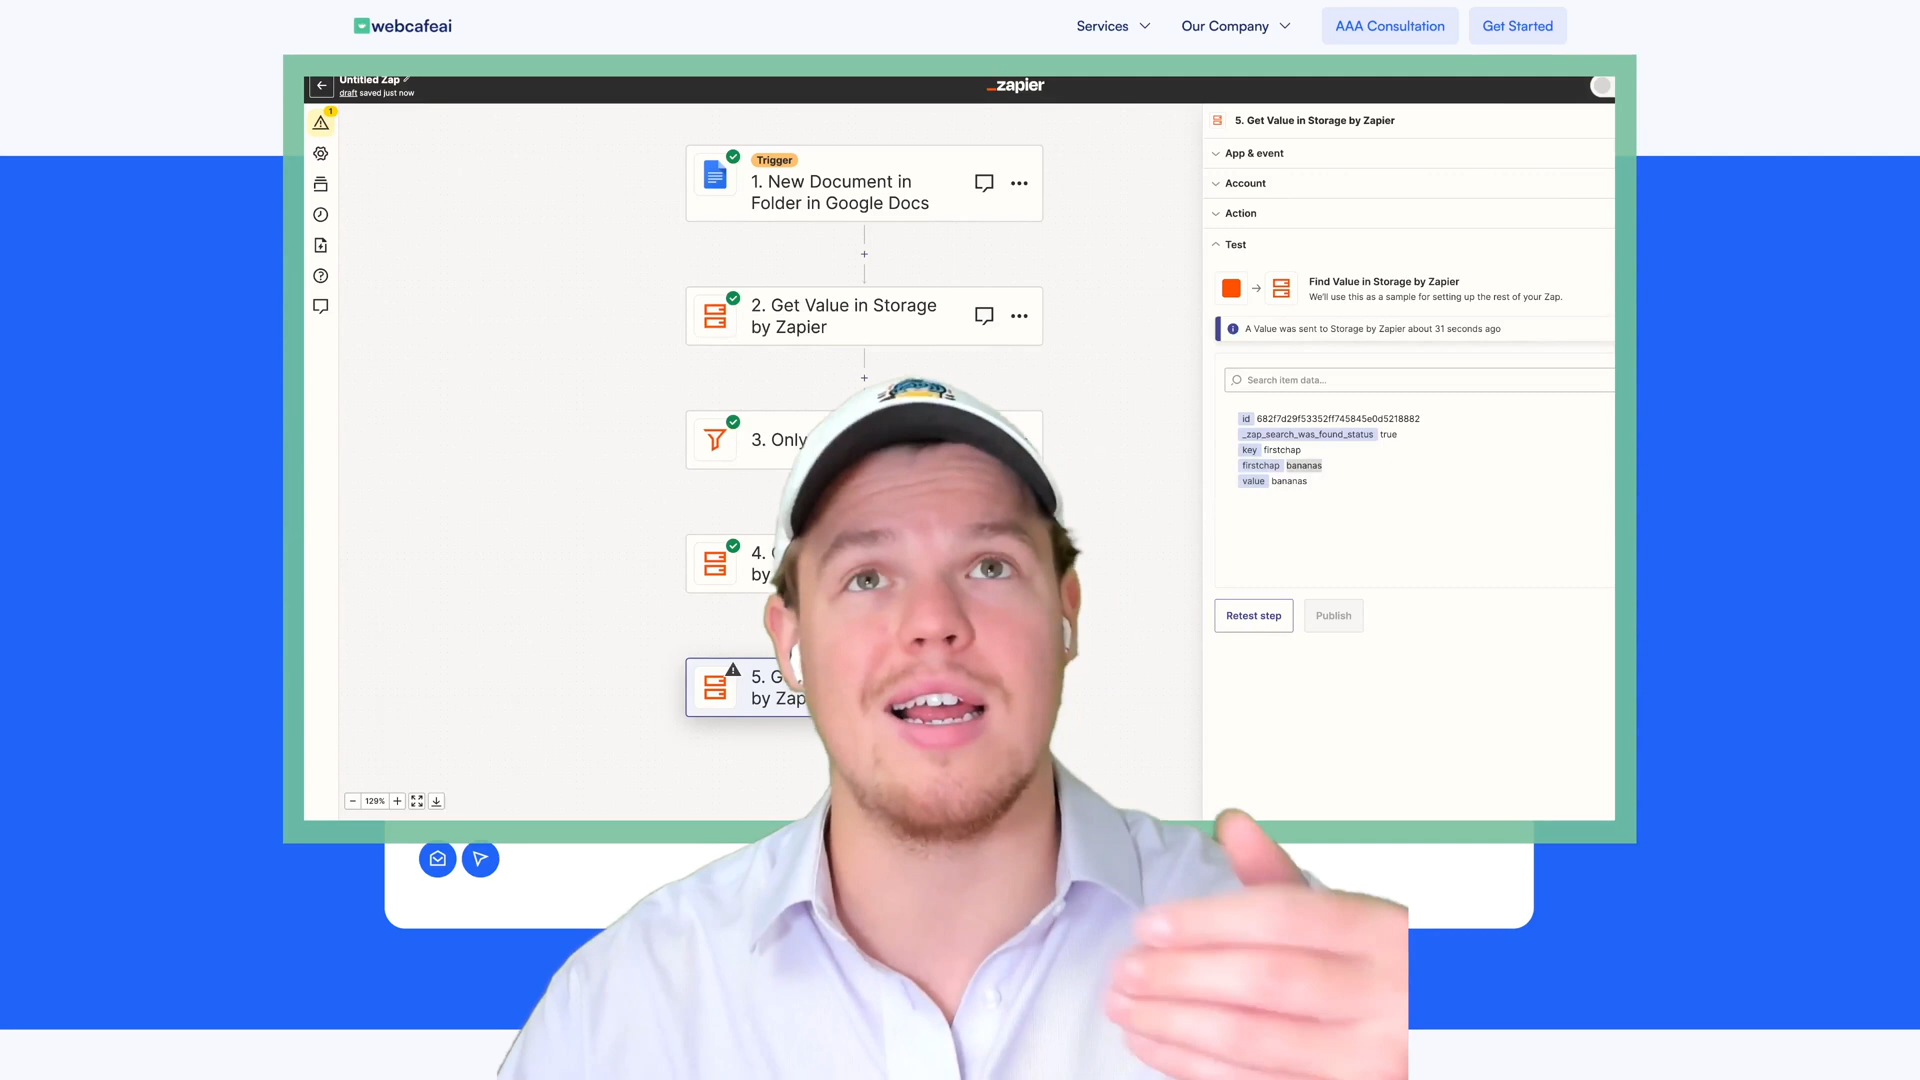 webcafeai
Services
Our Company
AAA Consultation
Get Started
Untitled Zap
draft saved just now
zapier
1
Trigger
1. New Document in
Folder in Google Docs
2. Get Value in Storage
by Zapier
3. Only
4.
by
5. G
by Zap
129%
5. Get Value in Storage by Zapier
App & event
Account
Action
Test
Find Value in Storage by Zapier
We'll use this as a sample for setting up the rest of your Zap.
A Value was sent to Storage by Zapier about 31 seconds ago
Search item data...
id 682f7d29f53352ff745845e0d5218882
_zap_search_was_found_status true
key firstchap
firstchap bananas
value bananas
Retest step
Publish